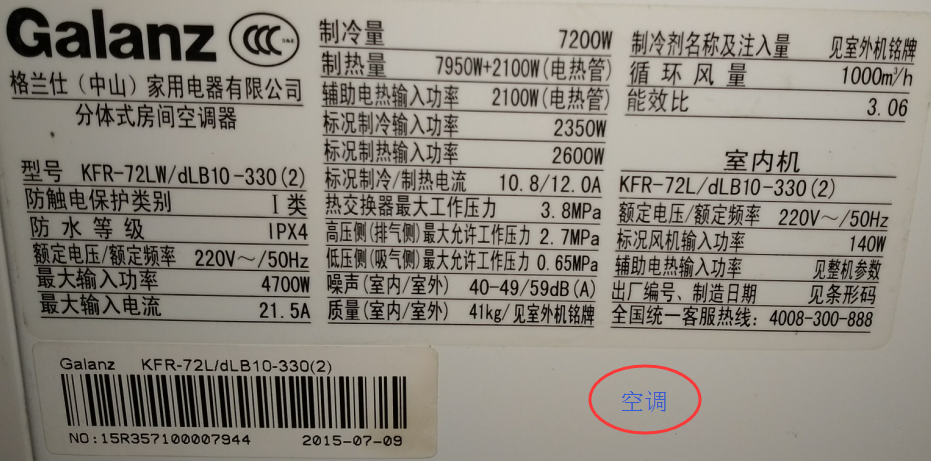 Galanz CCC
格兰仕（中山）家用电器有限公司
分体式房间空调器
型号 KFR-72LW/dLB10-330(2)
防触电保护类别 I类
防水等级 IPX4
额定电压/额定频率 220V～/50Hz
最大输入功率 4700W
最大输入电流 21.5A
制冷量 7200W
制热量 7950W+2100W(电热管)
辅助电热输入功率 2100W(电热管)
标况制冷输入功率 2350W
标况制热输入功率 2600W
标况制冷/制热电流 10.8/12.0A
热交换器最大工作压力 3.8MPa
高压侧(排气侧)最大允许工作压力 2.7MPa
低压侧(吸气侧)最大允许工作压力 0.65MPa
噪声(室内/室外) 40-49/59dB(A)
质量(室内/室外) 41kg/见室外机铭牌
制冷剂名称及注入量 见室外机铭牌
循环风量 1000m³/h
能效比 3.06
室内机
KFR-72L/dLB10-330(2)
额定电压/额定频率 220V～/50Hz
标况风机输入功率 140W
辅助电热输入功率 见整机参数
出厂编号、制造日期 见条形码
全国统一客服热线: 4008-300-888
Galanz KFR-72L/dLB10-330(2)
NO:15R357100007944 2015-07-09
空调